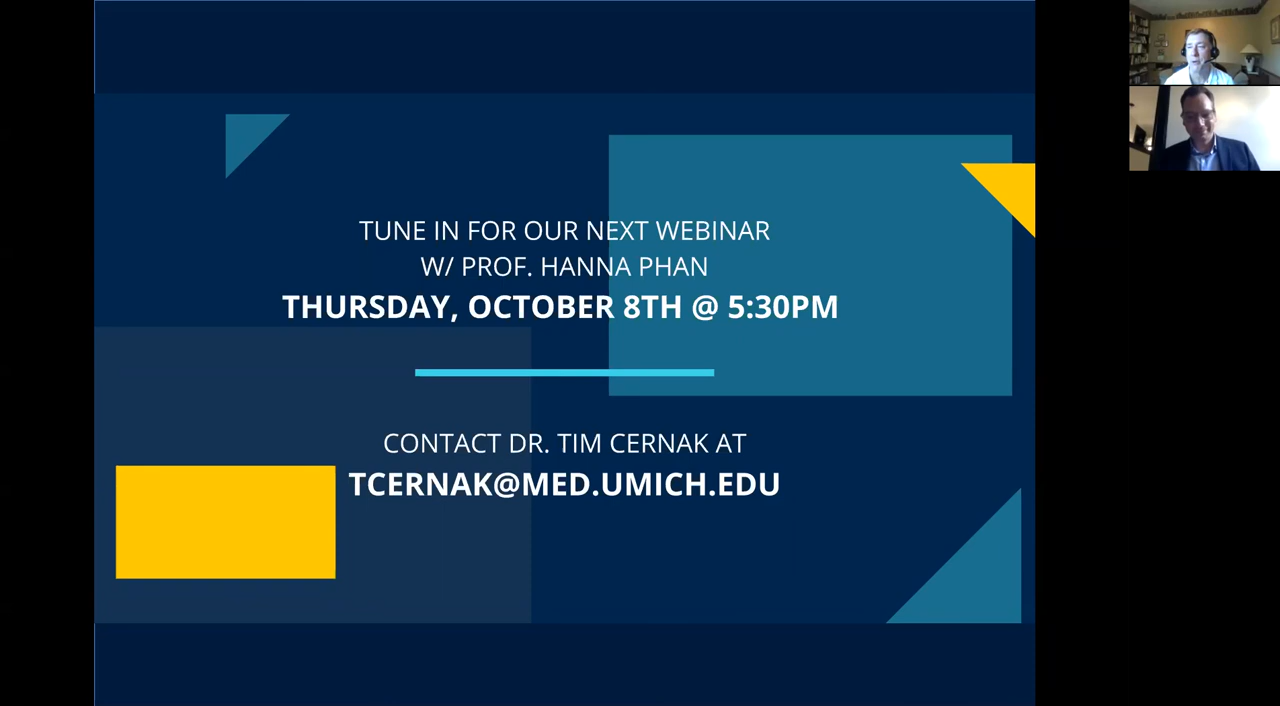 TUNE IN FOR OUR NEXT WEBINAR
W/ PROF. HANNA PHAN
THURSDAY, OCTOBER 8TH @ 5:30PM
CONTACT DR. TIM CERNAK AT
TCERNAK@MED.UMICH.EDU